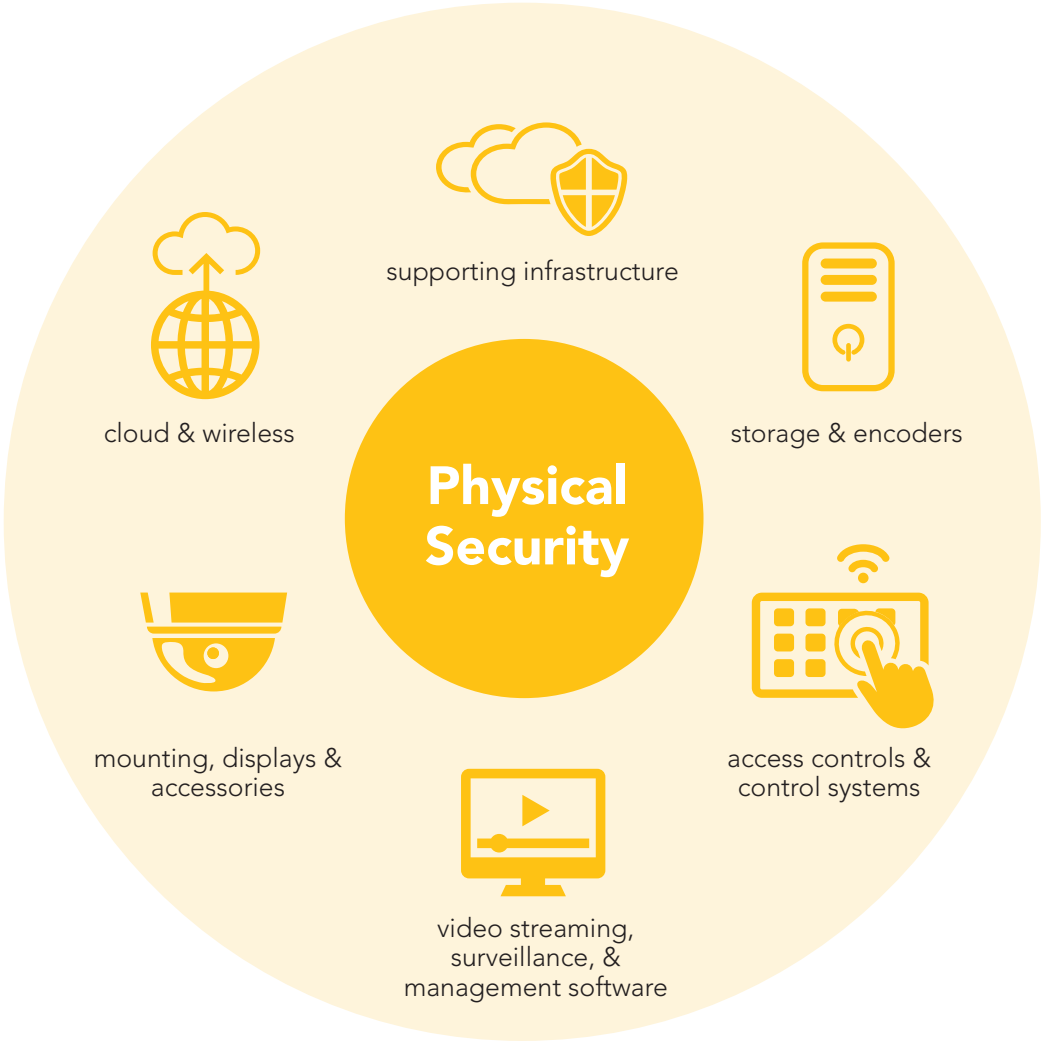 supporting infrastructure
cloud & wireless
storage & encoders
Physical
Security
mounting, displays &
accessories
access controls &
control systems
video streaming,
surveillance, &
management software